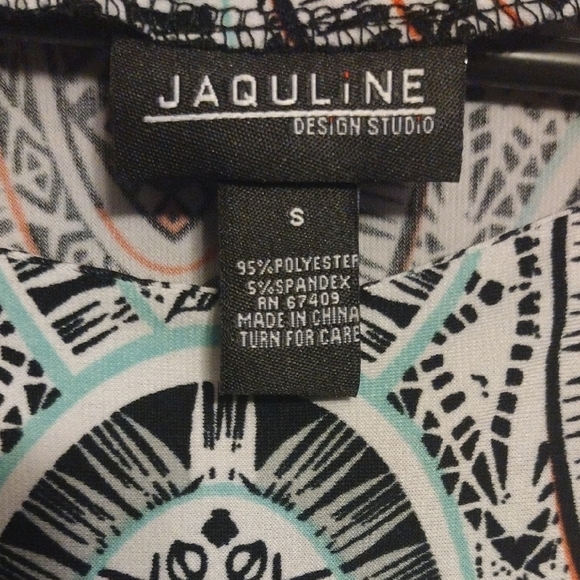 JAQULiNE
DESIGN STUDIO
S
95%POLYESTER
5%SPANDEX
RN 67409
MADE IN CHINA
TURN FOR CARE